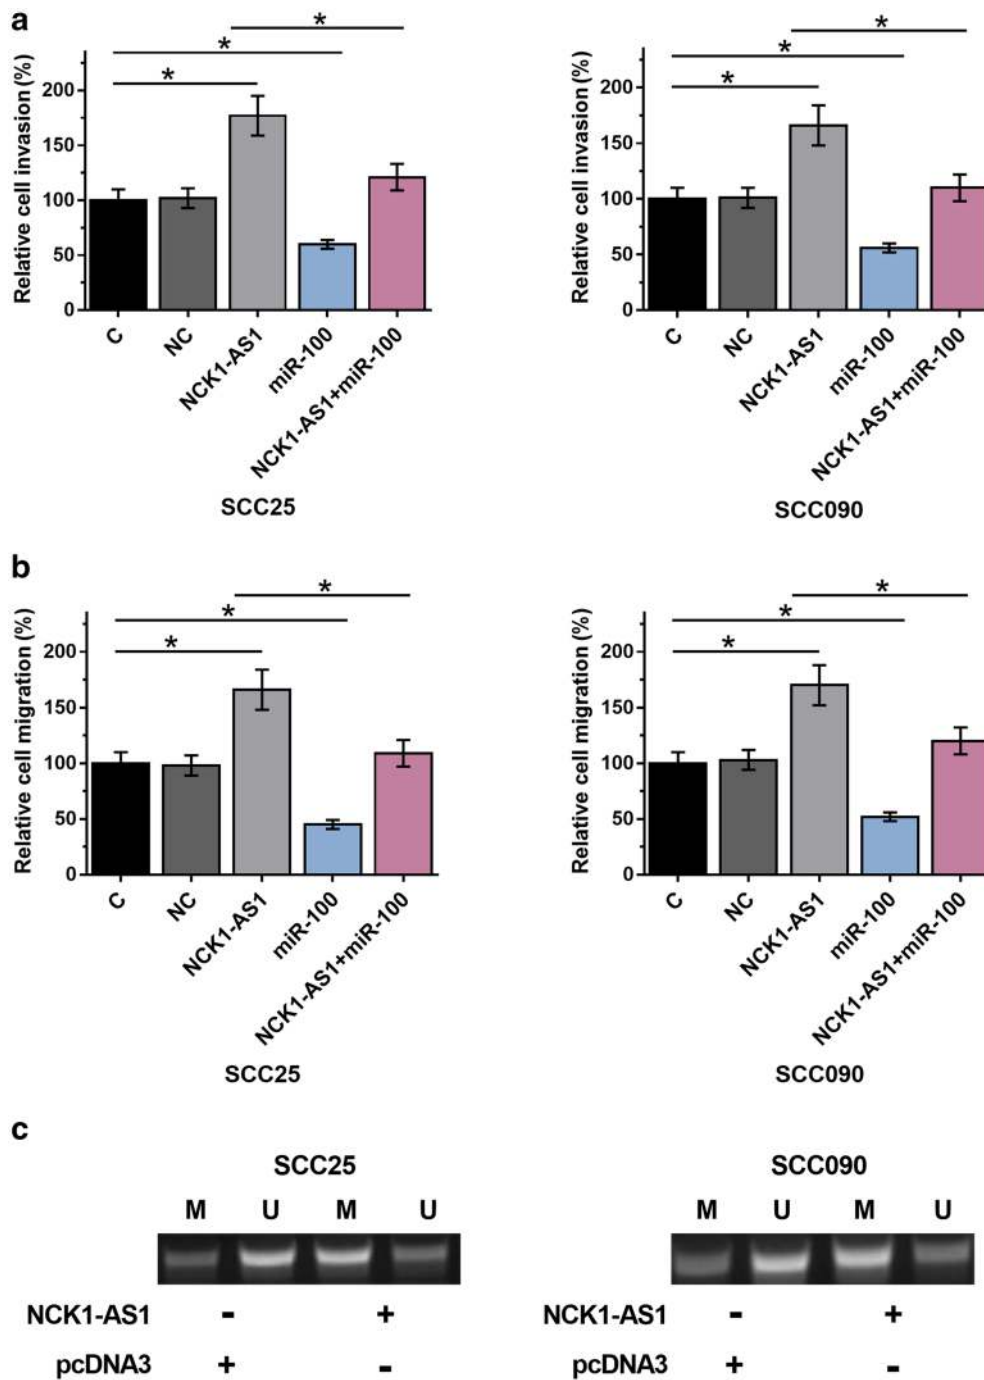 a
*
*
*
Relative cell invasion (%)
200
150
100
50
0
C
NC
NCK1-AS1
miR-100
NCK1-AS1+miR-100
SCC25
*
*
*
Relative cell invasion (%)
200
150
100
50
0
C
NC
NCK1-AS1
miR-100
NCK1-AS1+miR-100
SCC090
b
*
*
*
Relative cell migration (%)
200
150
100
50
0
C
NC
NCK1-AS1
miR-100
NCK1-AS1+miR-100
SCC25
*
*
*
Relative cell migration (%)
200
150
100
50
0
C
NC
NCK1-AS1
miR-100
NCK1-AS1+miR-100
SCC090
c
SCC25
M U M U
NCK1-AS1 - +
pcDNA3 + -
SCC090
M U M U
NCK1-AS1 - +
pcDNA3 + -